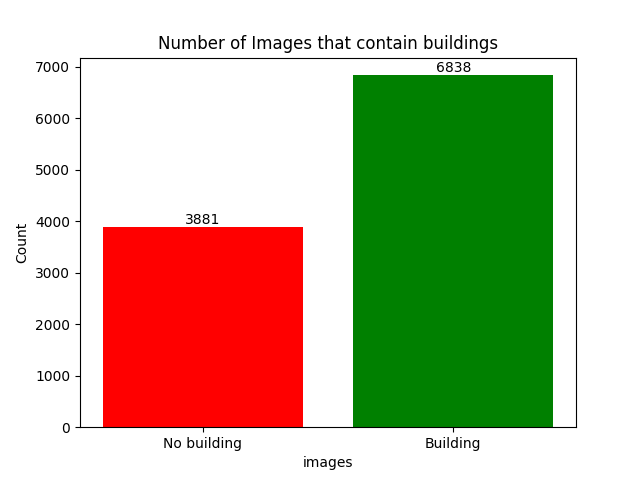 Number of Images that contain buildings
7000
6000
5000
4000
3000
2000
1000
0
Count
3881
6838
No building
Building
images